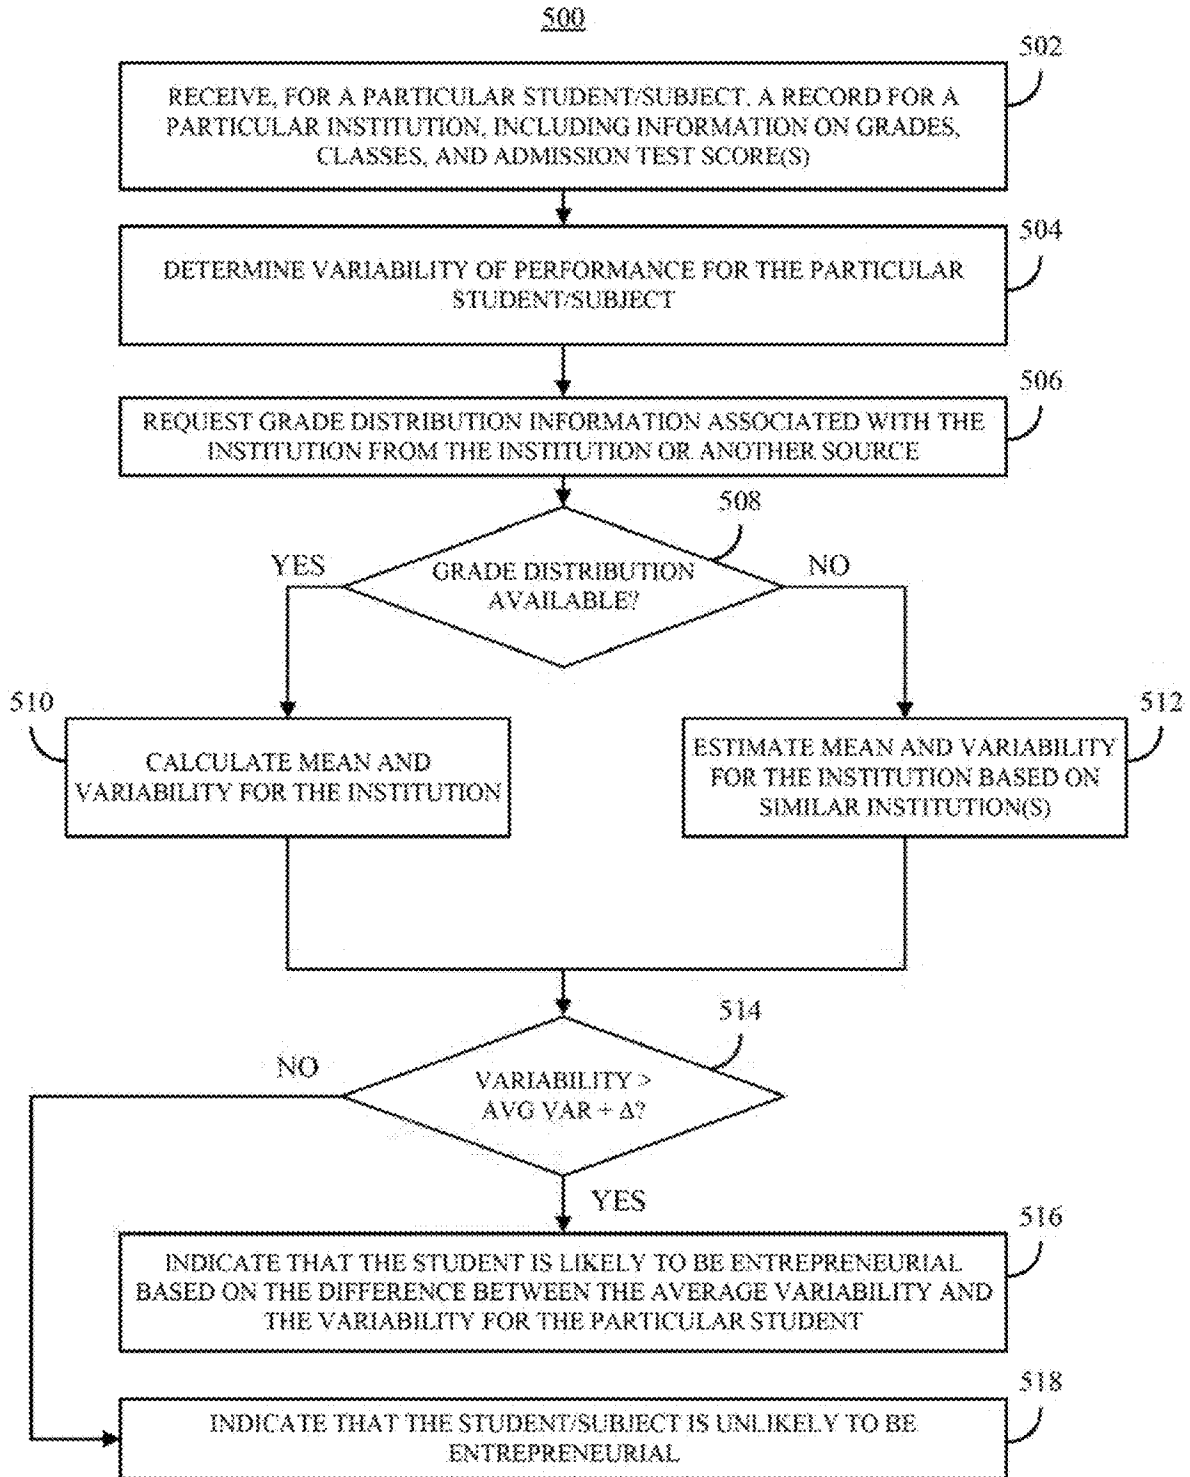 500
502
RECEIVE, FOR A PARTICULAR STUDENT/SUBJECT, A RECORD FOR A
PARTICULAR INSTITUTION, INCLUDING INFORMATION ON GRADES,
CLASSES, AND ADMISSION TEST SCORE(S)
504
DETERMINE VARIABILITY OF PERFORMANCE FOR THE PARTICULAR
STUDENT/SUBJECT
506
REQUEST GRADE DISTRIBUTION INFORMATION ASSOCIATED WITH THE
INSTITUTION FROM THE INSTITUTION OR ANOTHER SOURCE
508
YES
NO
GRADE DISTRIBUTION
AVAILABLE?
510
CALCULATE MEAN AND
VARIABILITY FOR THE INSTITUTION
512
ESTIMATE MEAN AND VARIABILITY
FOR THE INSTITUTION BASED ON
SIMILAR INSTITUTION(S)
514
NO
VARIABILITY >
AVG VAR + Δ?
YES
516
INDICATE THAT THE STUDENT IS LIKELY TO BE ENTREPRENEURIAL
BASED ON THE DIFFERENCE BETWEEN THE AVERAGE VARIABILITY AND
THE VARIABILITY FOR THE PARTICULAR STUDENT
518
INDICATE THAT THE STUDENT/SUBJECT IS UNLIKELY TO BE
ENTREPRENEURIAL